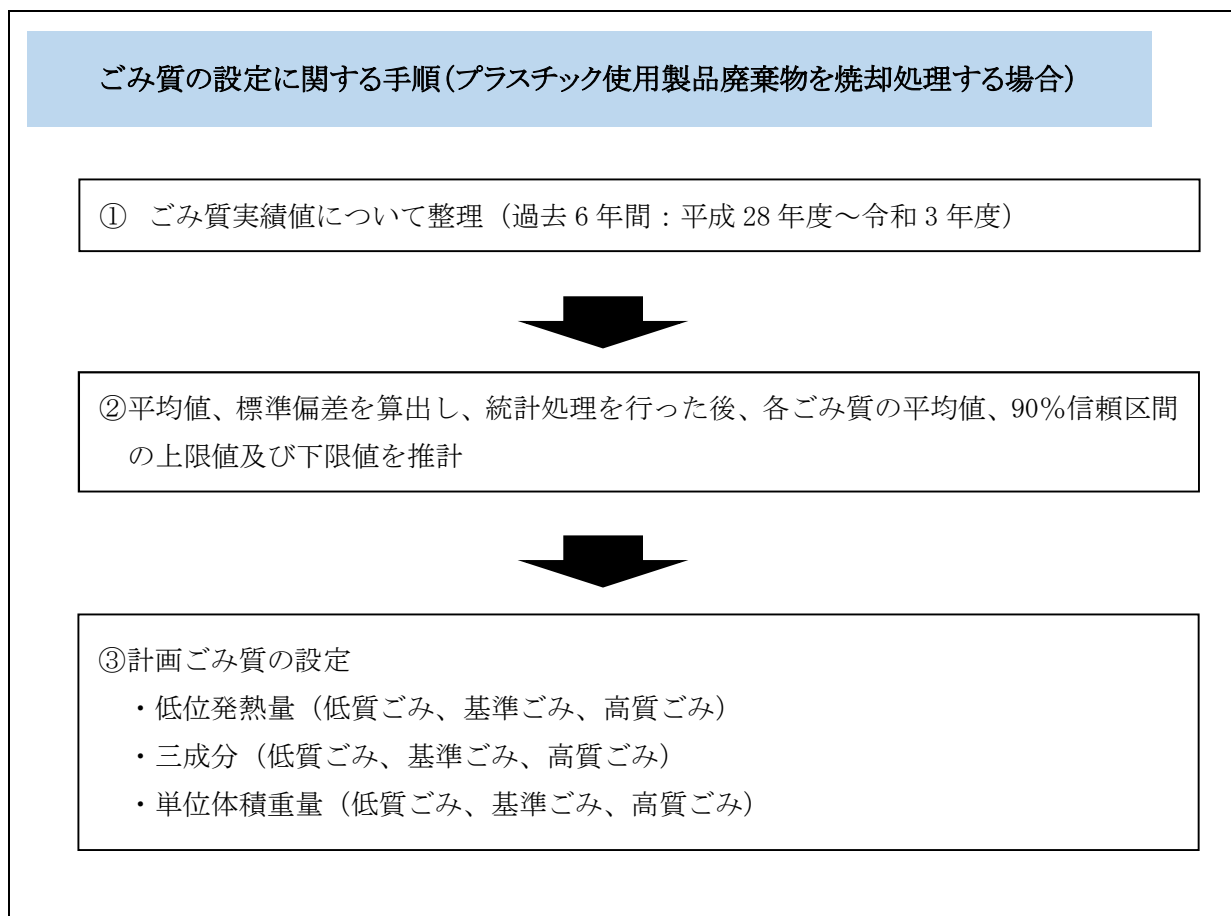 ごみ質の設定に関する手順(プラスチック使用製品廃棄物を焼却処理する場合)
① ごみ質実績値について整理（過去 6 年間：平成 28 年度～令和 3 年度）
②平均値、標準偏差を算出し、統計処理を行った後、各ごみ質の平均値、90％信頼区間
の上限値及び下限値を推計
③計画ごみ質の設定
・低位発熱量（低質ごみ、基準ごみ、高質ごみ）
・三成分（低質ごみ、基準ごみ、高質ごみ）
・単位体積重量（低質ごみ、基準ごみ、高質ごみ）